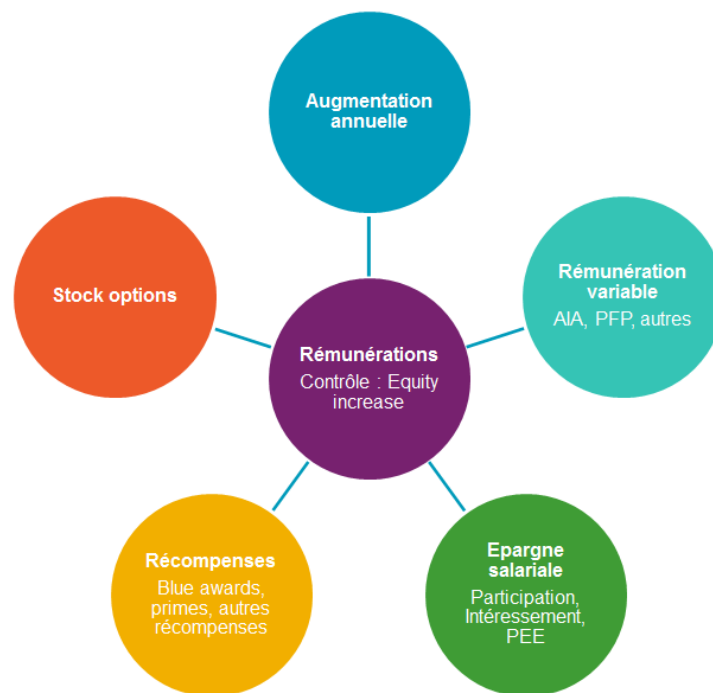 Augmentation
annuelle
Stock options
Rémunération
variable
AIA, PFP, autres
Rémunérations
Contrôle : Equity
increase
Récompenses
Blue awards,
primes, autres
récompenses
Epargne
salariale
Participation,
Intéressement,
PEE